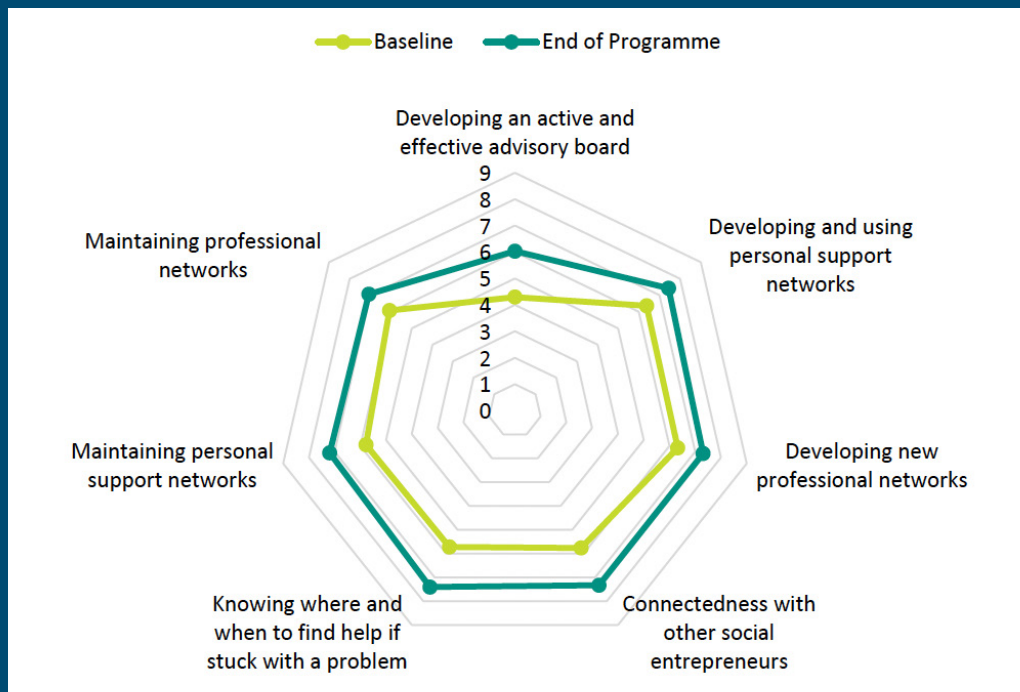 Baseline
End of Programme
Developing an active and
effective advisory board
9
8
7
6
5
4
3
2
1
0
Developing and using
personal support
networks
Developing new
professional networks
Connectedness with
other social
entrepreneurs
Knowing where and
when to find help if
stuck with a problem
Maintaining personal
support networks
Maintaining professional
networks